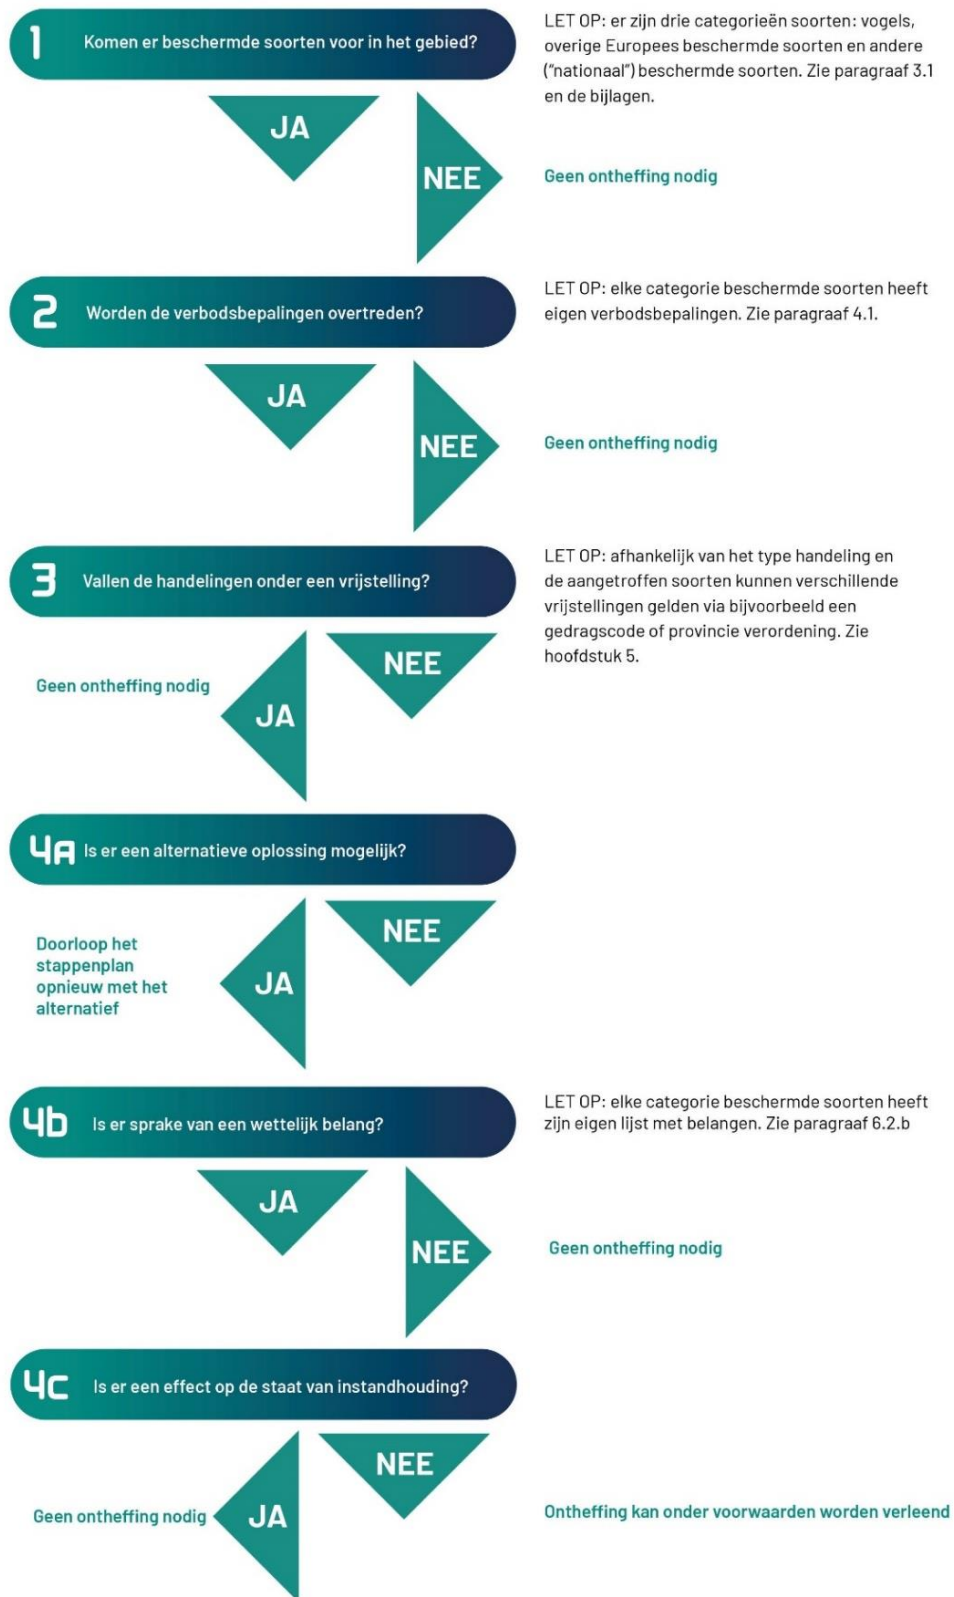 1 Komen er beschermde soorten voor in het gebied?
LET OP: er zijn drie categorieën soorten: vogels,
overige Europees beschermde soorten en andere
("nationaal") beschermde soorten. Zie paragraaf 3.1
en de bijlagen.
JA
NEE
Geen ontheffing nodig
2 Worden de verbodsbepalingen overtreden?
LET OP: elke categorie beschermde soorten heeft
eigen verbodsbepalingen. Zie paragraaf 4.1.
JA
NEE
Geen ontheffing nodig
3 Vallen de handelingen onder een vrijstelling?
LET OP: afhankelijk van het type handeling en
de aangetroffen soorten kunnen verschillende
vrijstellingen gelden via bijvoorbeeld een
gedragscode of provincie verordening. Zie
hoofdstuk 5.
NEE
Geen ontheffing nodig
JA
4a Is er een alternatieve oplossing mogelijk?
NEE
Doorloop het
stappenplan
opnieuw met het
alternatief
JA
4b Is er sprake van een wettelijk belang?
LET OP: elke categorie beschermde soorten heeft
zijn eigen lijst met belangen. Zie paragraaf 6.2.b
JA
NEE
Geen ontheffing nodig
4c Is er een effect op de staat van instandhouding?
NEE
Geen ontheffing nodig
JA
Ontheffing kan onder voorwaarden worden verleend